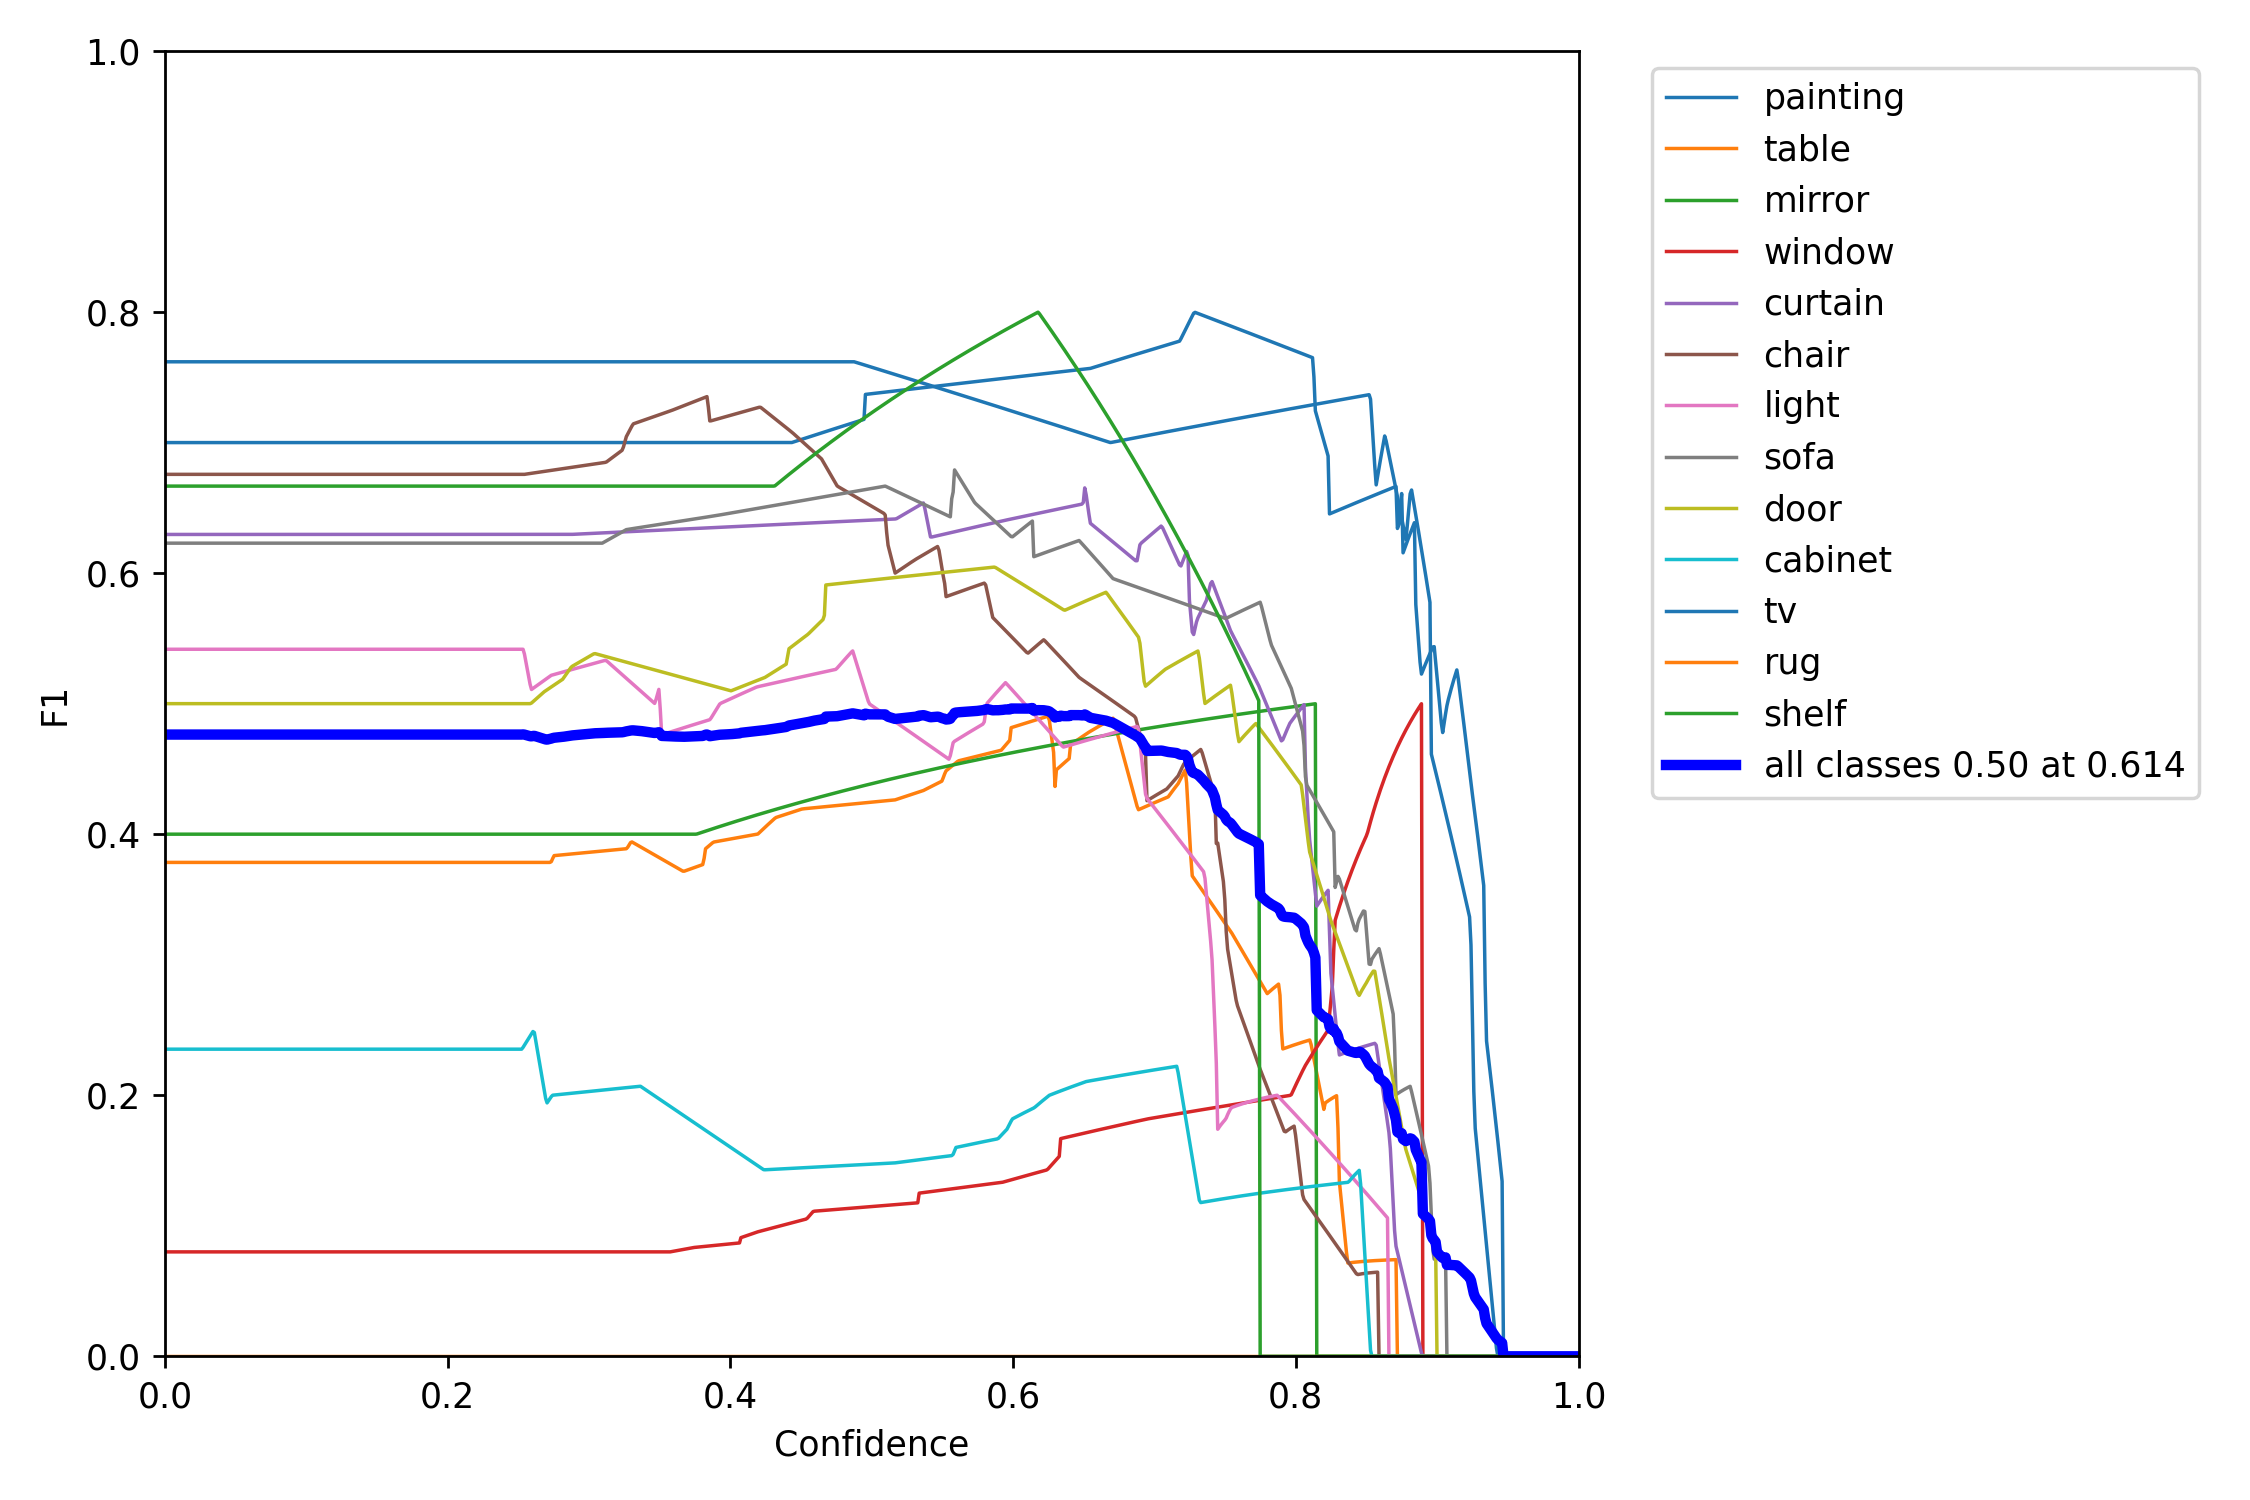 1.0
0.8
0.6
0.4
0.2
0.0
F1
0.0 0.2 0.4 0.6 0.8 1.0
Confidence
painting
table
mirror
window
curtain
chair
light
sofa
door
cabinet
tv
rug
shelf
all classes 0.50 at 0.614